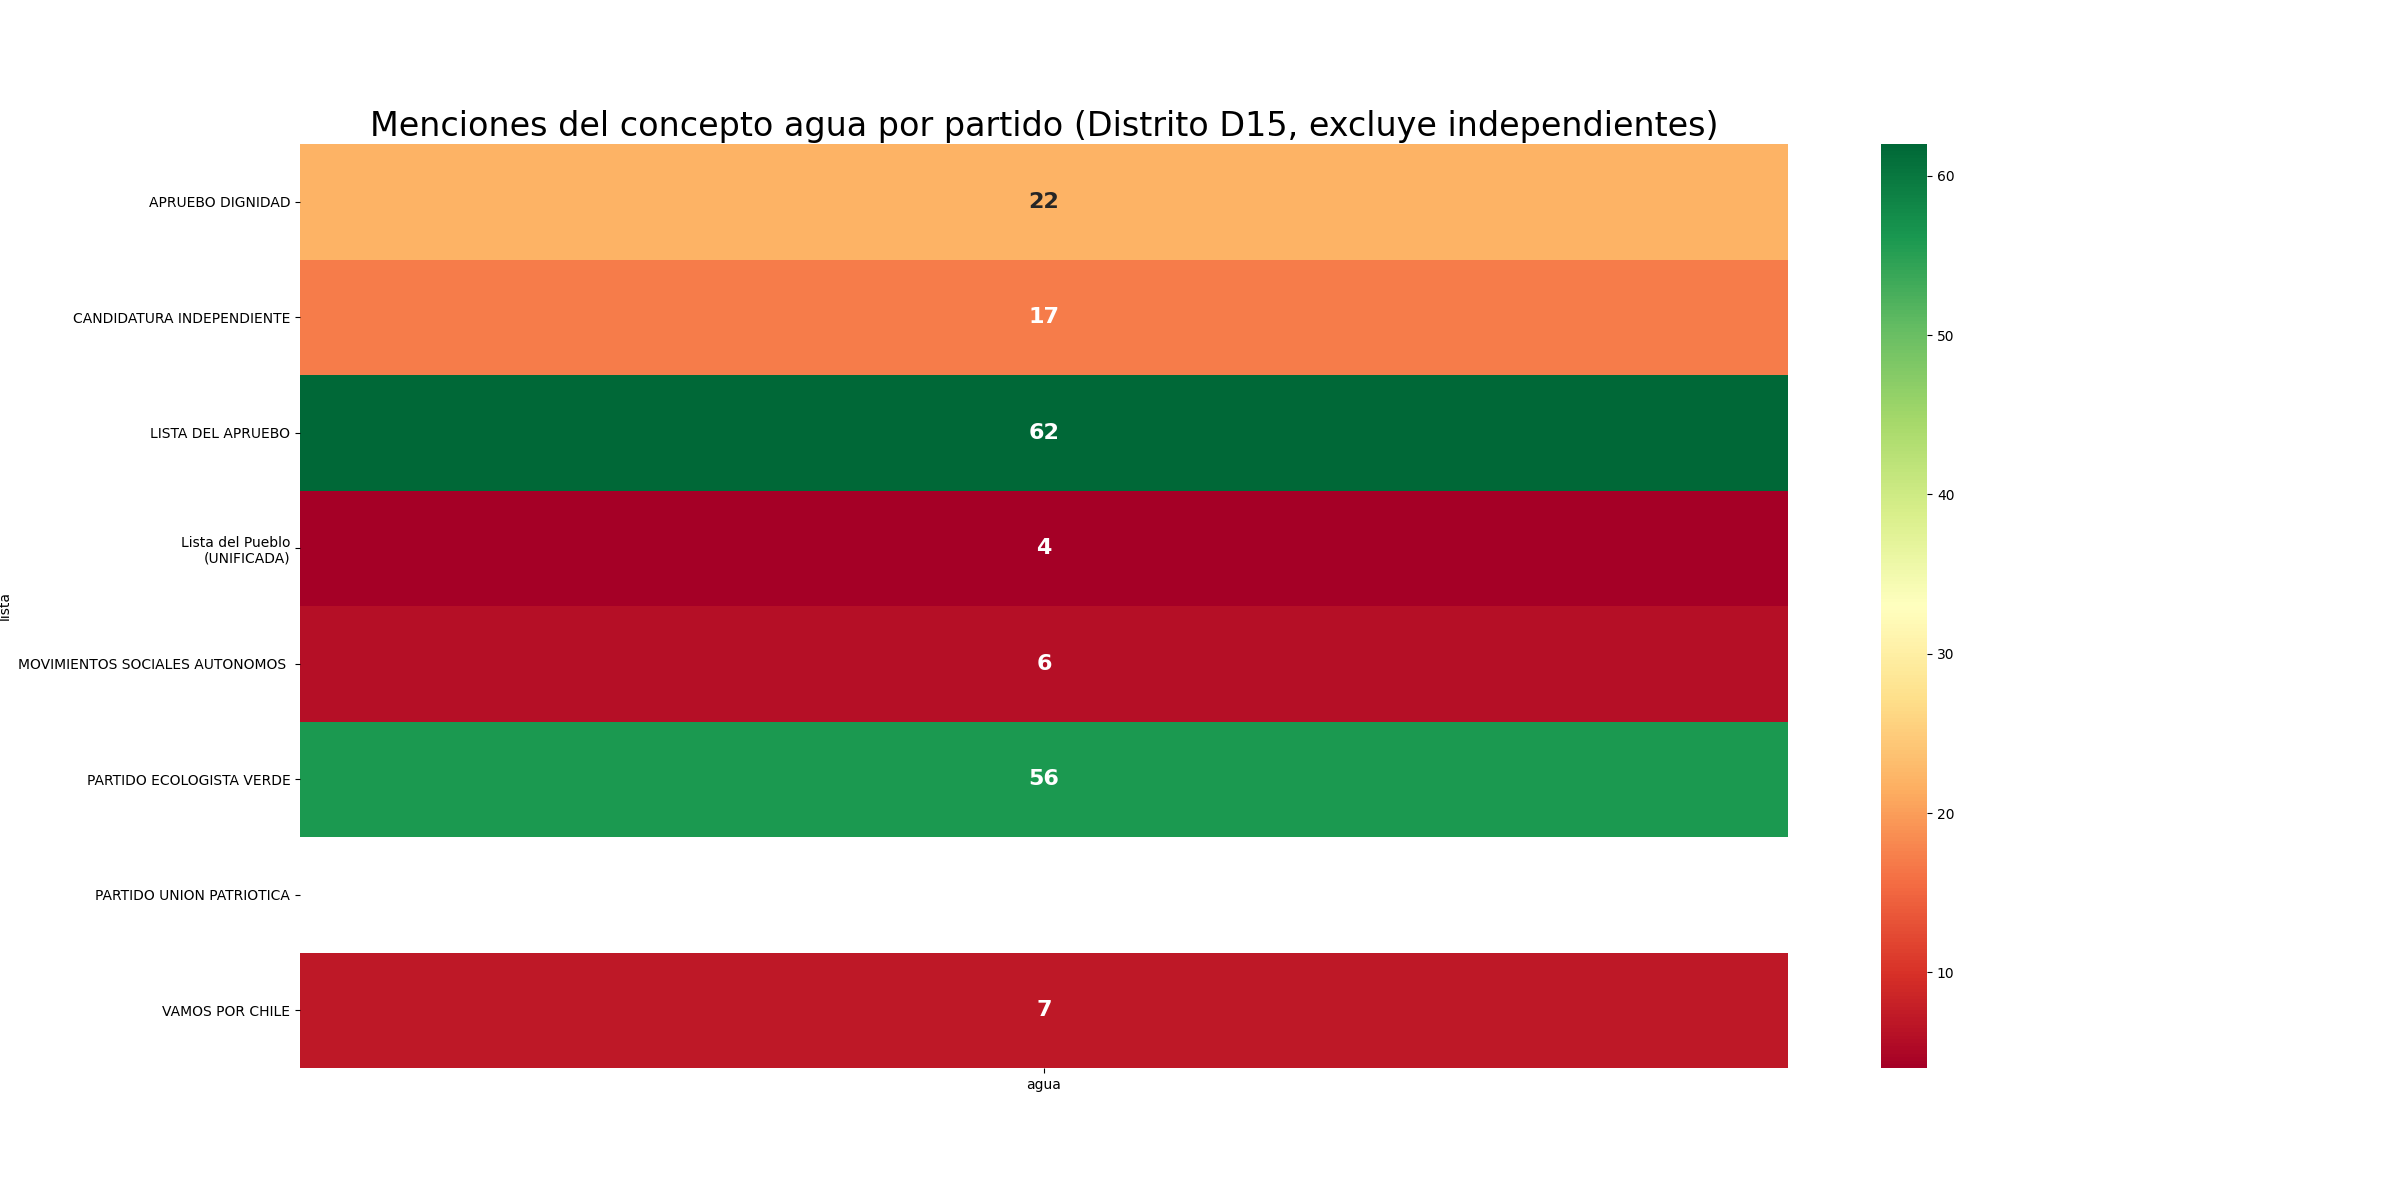 Menciones del concepto agua por partido (Distrito D15, excluye independientes)
APRUEBO DIGNIDAD
22
CANDIDATURA INDEPENDIENTE
17
LISTA DEL APRUEBO
62
Lista del Pueblo
(UNIFICADA)
4
MOVIMIENTOS SOCIALES AUTONOMOS
6
PARTIDO ECOLOGISTA VERDE
56
PARTIDO UNION PATRIOTICA
VAMOS POR CHILE
7
lista
agua
60
50
40
30
20
10